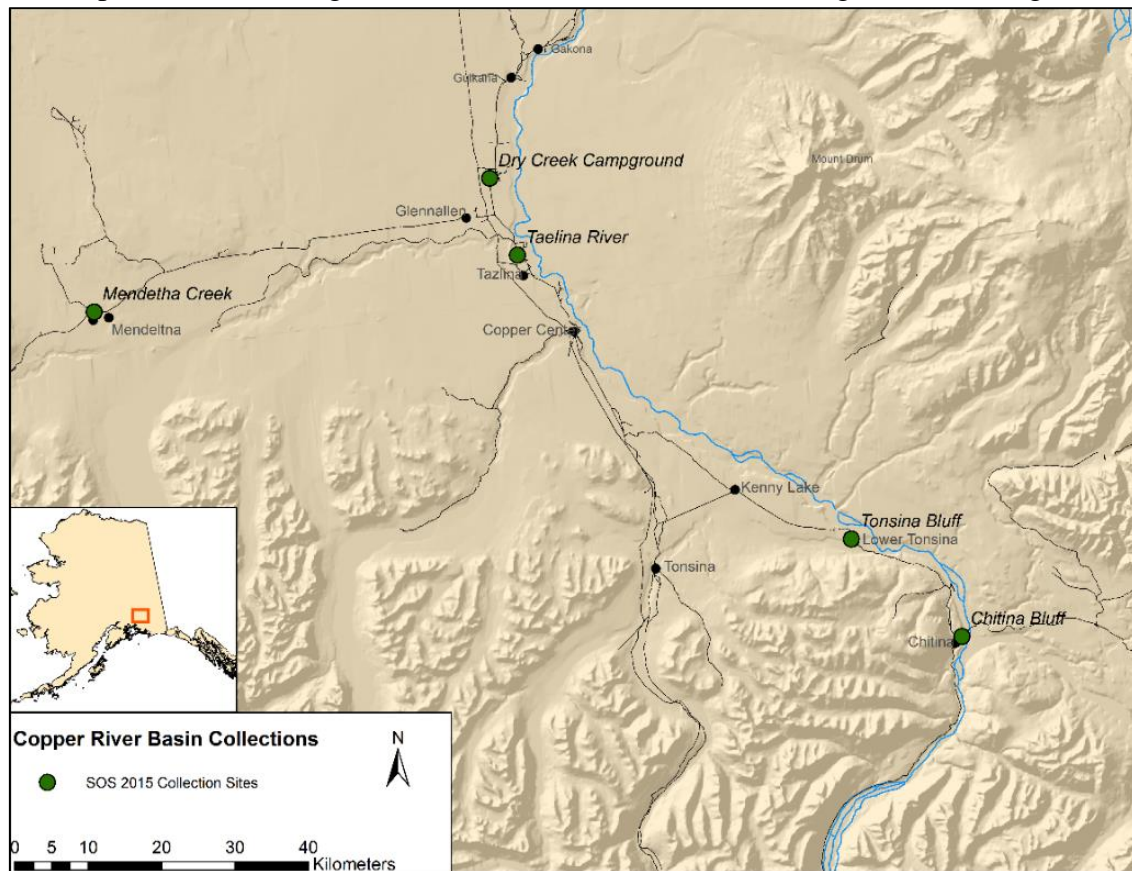 Gakona
Gulkana
Dry Creek Campground
Mount Drum
Glennallen
Taelina River
Tazlina
Mendetha Creek
Mendeltna
Copper Center
Kenny Lake
Tonsina Bluff
Lower Tonsina
Tonsina
Chitina Bluff
Chitina
Copper River Basin Collections
N
SOS 2015 Collection Sites
0 5 10 20 30 40
Kilometers